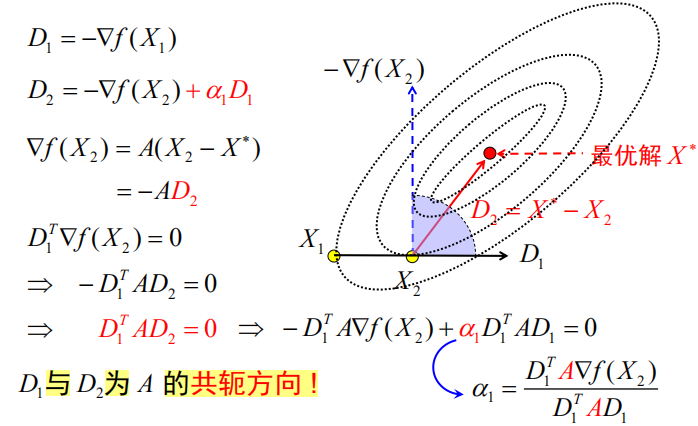 D₁ = −∇f(X₁)
D₂ = −∇f(X₂) + α₁D₁
∇f(X₂) = A(X₂ − X*)
= −AD₂
D₁ᵀ∇f(X₂) = 0
⇒ −D₁ᵀAD₂ = 0
⇒ D₁ᵀAD₂ = 0 ⇒ −D₁ᵀA∇f(X₂) + α₁D₁ᵀAD₁ = 0
D₁与D₂为 A 的共轭方向!
α₁ = D₁ᵀA∇f(X₂) / D₁ᵀAD₁
−∇f(X₂)
最优解 X*
D₂ = X* − X₂
X₁
X₂
D₁